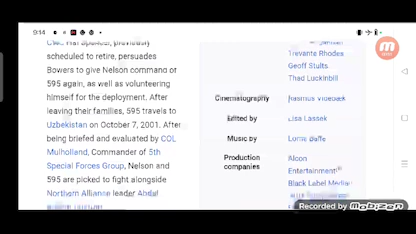 9:14
scheduled to retire, persuades
Bowers to give Nelson command of
595 again, as well as volunteering
himself for the deployment. After
leaving their families, 595 travels to
Uzbekistan on October 7, 2001. After
being briefed and evaluated by COL
Mulholland, Commander of 5th
Special Forces Group, Nelson and
595 are picked to fight alongside
Northern Alliance leader Abdul
Trevante Rhodes
Geoff Stults
Thad Luckinbill
Cinematography
Rasmus Videbæk
Edited by
Lisa Lassek
Music by
Lorne Balfe
Production
companies
Alcon
Entertainment
Black Label Media
Recorded by Mobizen